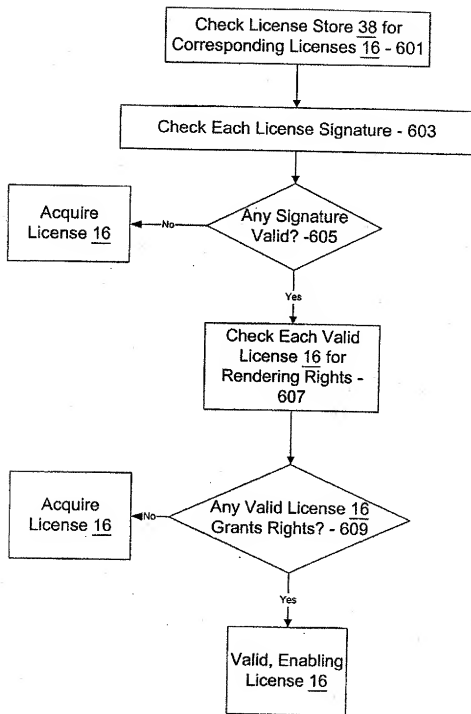 Check License Store 38 for
Corresponding Licenses 16 - 601
Check Each License Signature - 603
Any Signature
Valid? -605
No
Acquire
License 16
Yes
Check Each Valid
License 16 for
Rendering Rights -
607
Any Valid License 16
Grants Rights? - 609
No
Acquire
License 16
Yes
Valid, Enabling
License 16